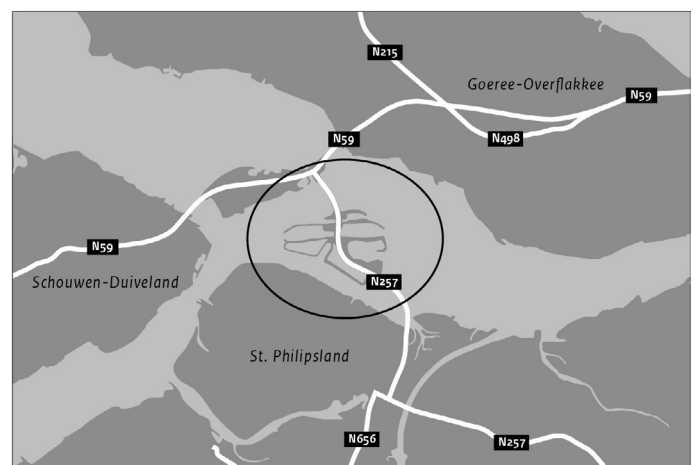 N215
Goeree-Overflakkee
N59
N59
N498
N59
Schouwen-Duiveland
N257
St. Philipsland
N656
N257